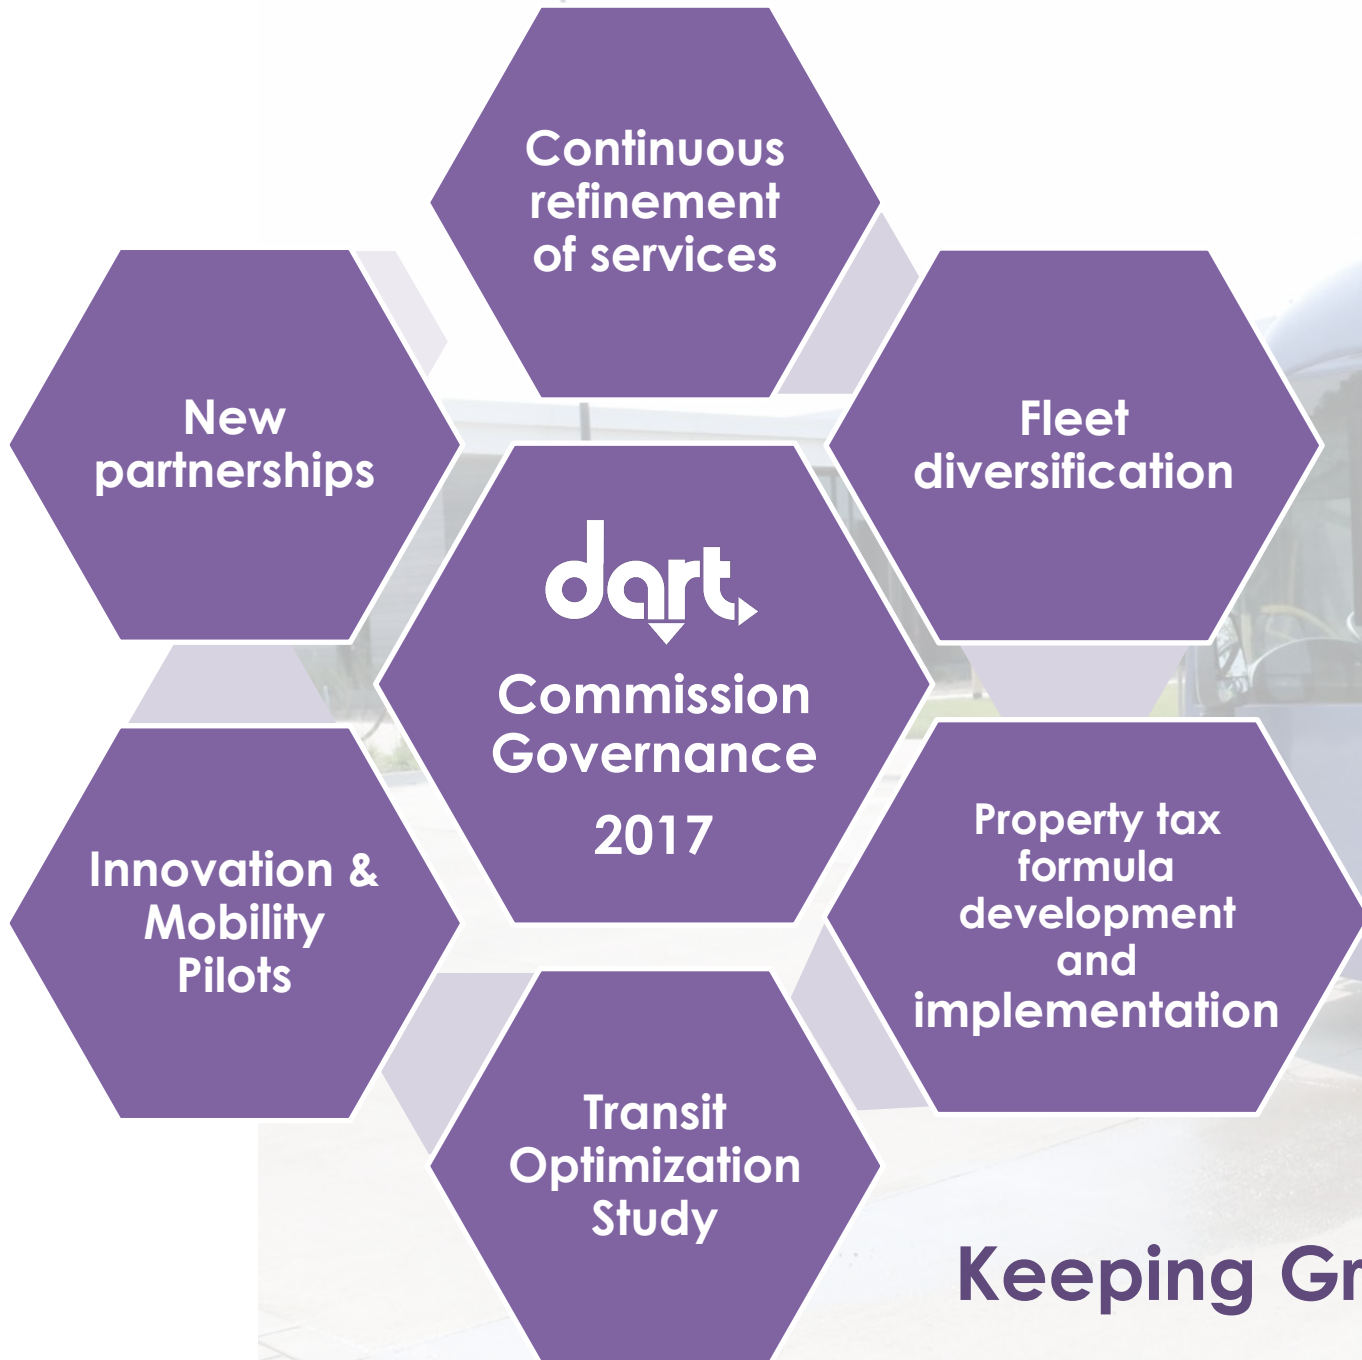 Continuous
refinement
of services
New
partnerships
Fleet
diversification
dart
Commission
Governance
2017
Innovation &
Mobility
Pilots
Property tax
formula
development
and
implementation
Transit
Optimization
Study
Keeping